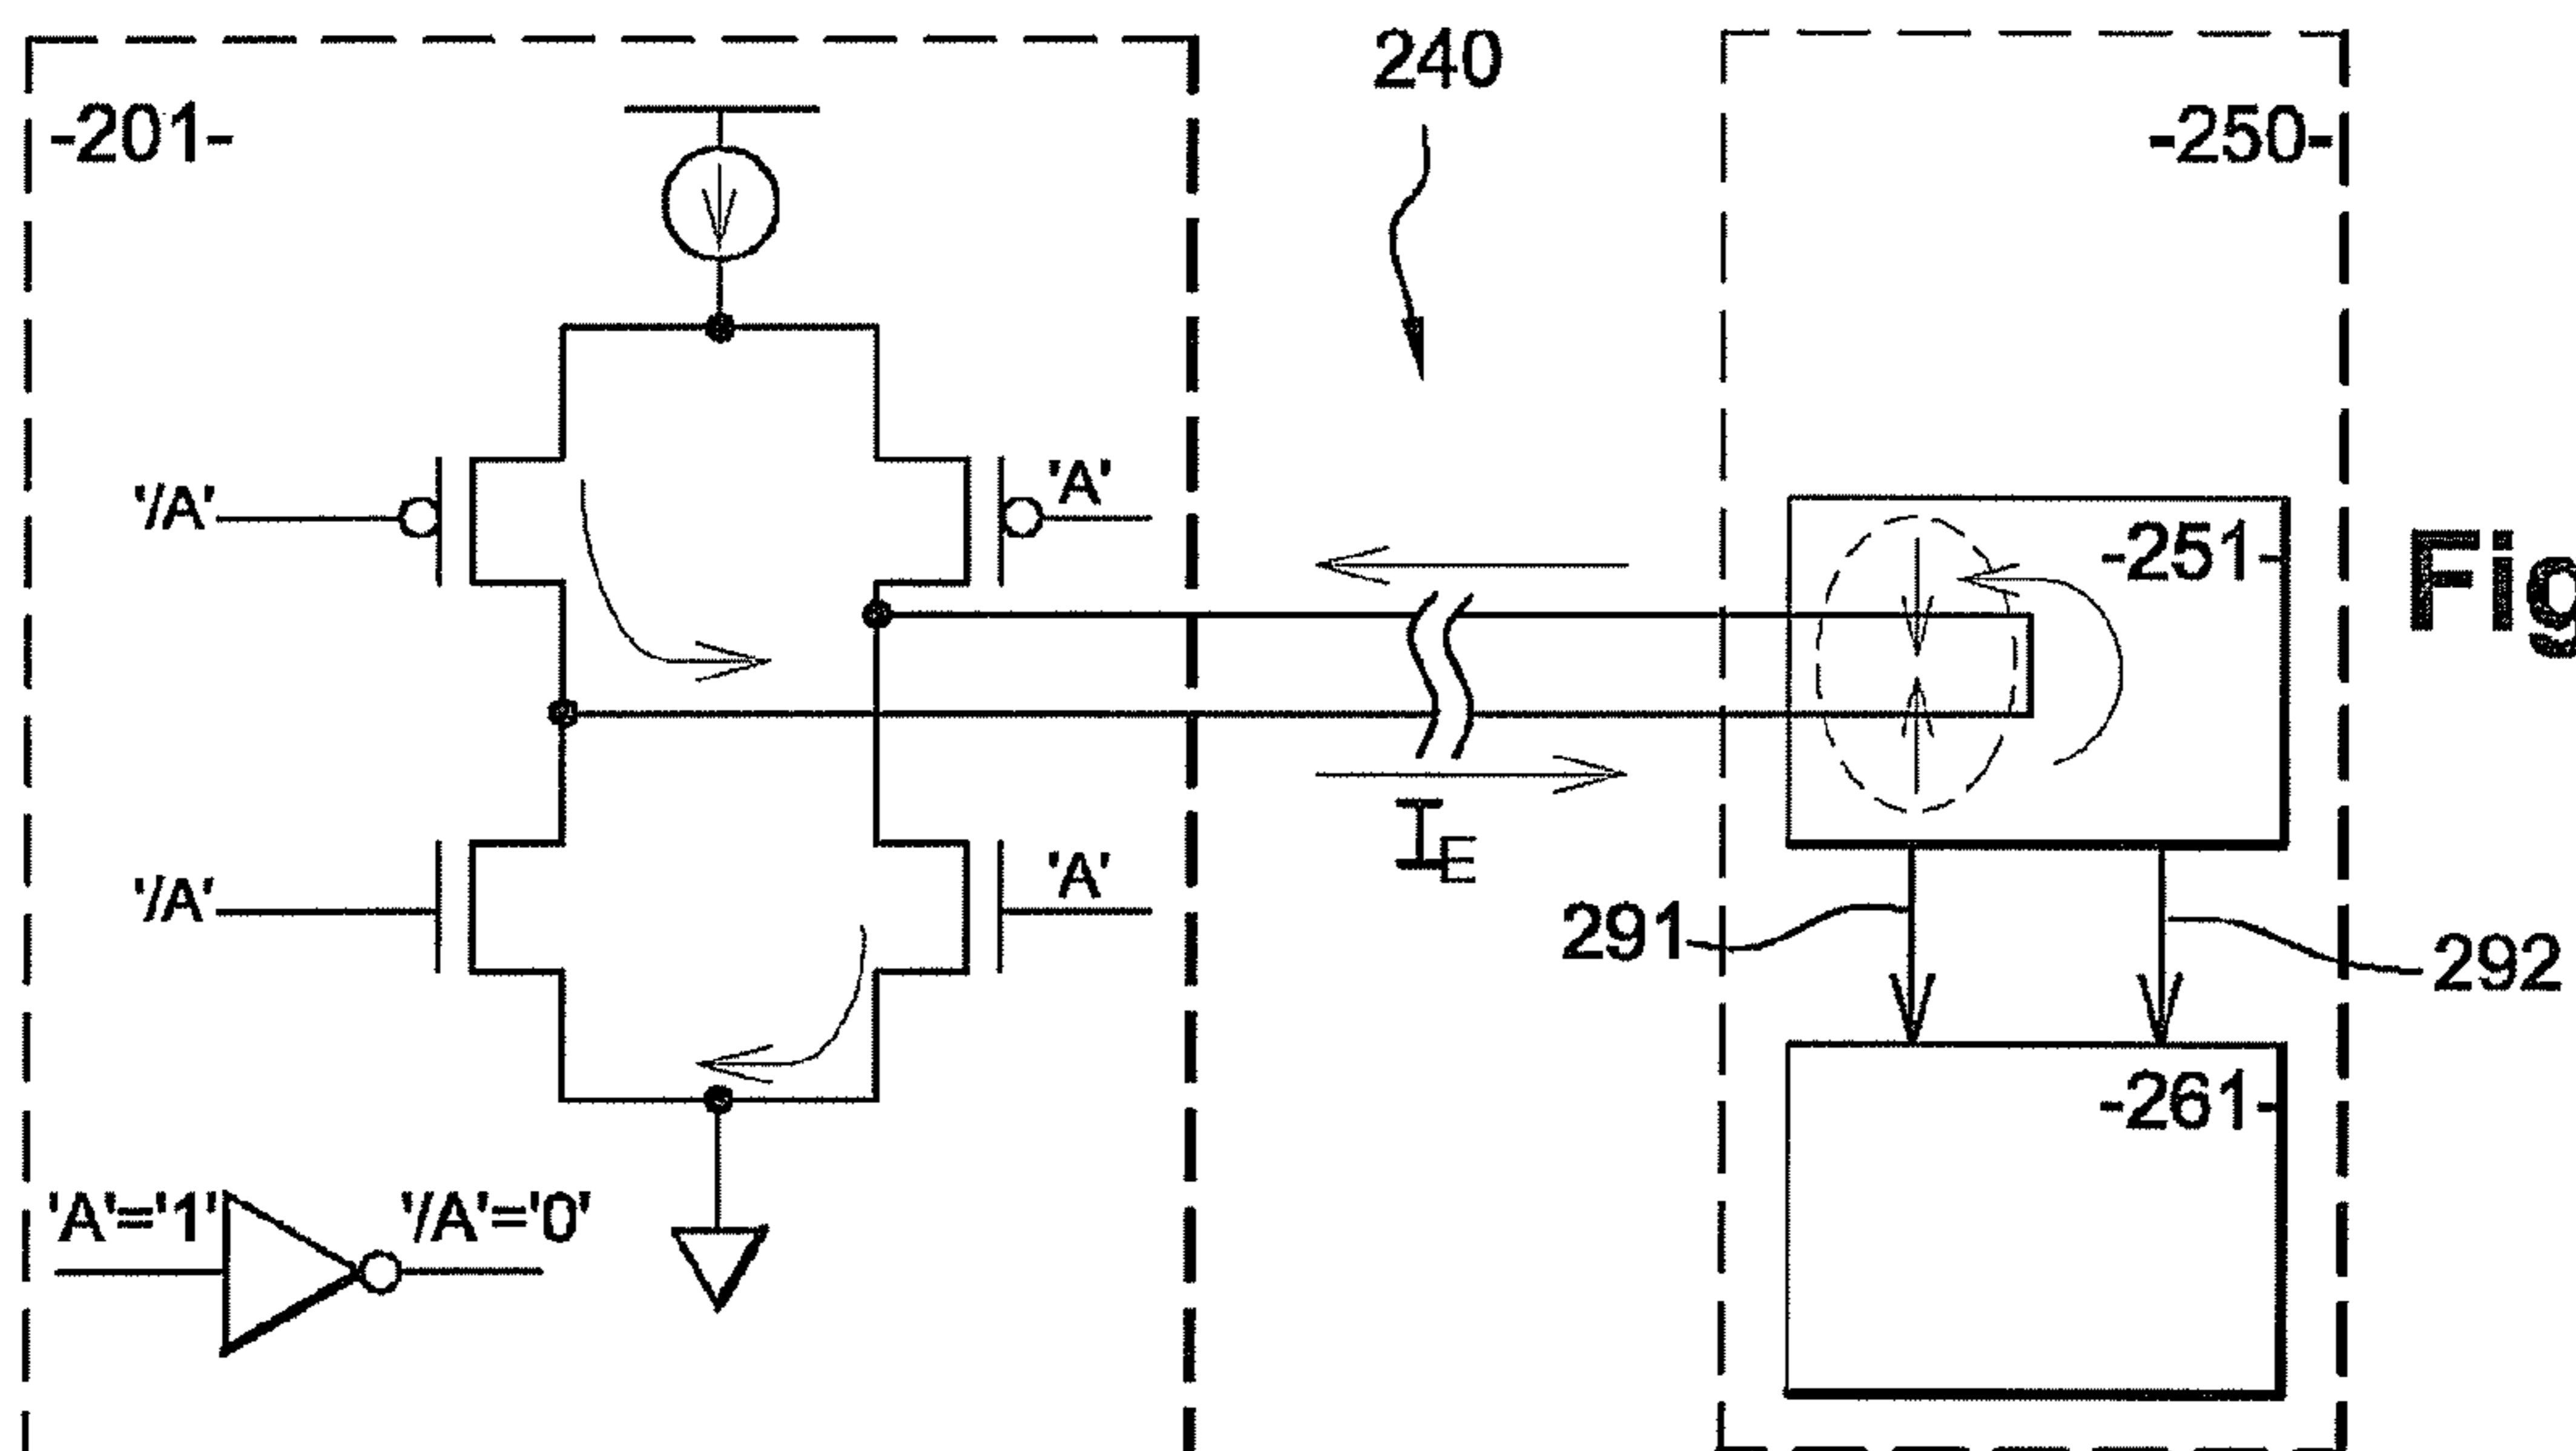 240
-201-
-250-
'/A'
'A'
-251-
Fig
I_E
'/A'
'A'
291
292
-261-
'A'='1'
'/A'='0'